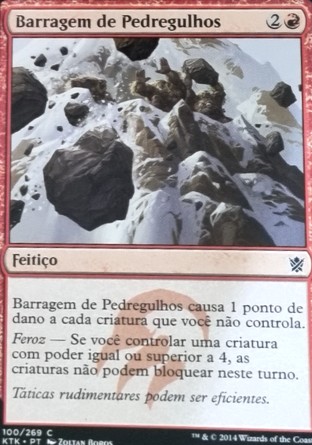 Barragem de Pedregulhos 2
Feitiço
Barragem de Pedregulhos causa 1 ponto de
dano a cada criatura que você não controla.
Feroz — Se você controlar uma criatura
com poder igual ou superior a 4, as
criaturas não podem bloquear neste turno.
Táticas rudimentares podem ser eficientes.
100/269 C
KTK • PT Zoltan Boros
™ & © 2014 Wizards of the Coast